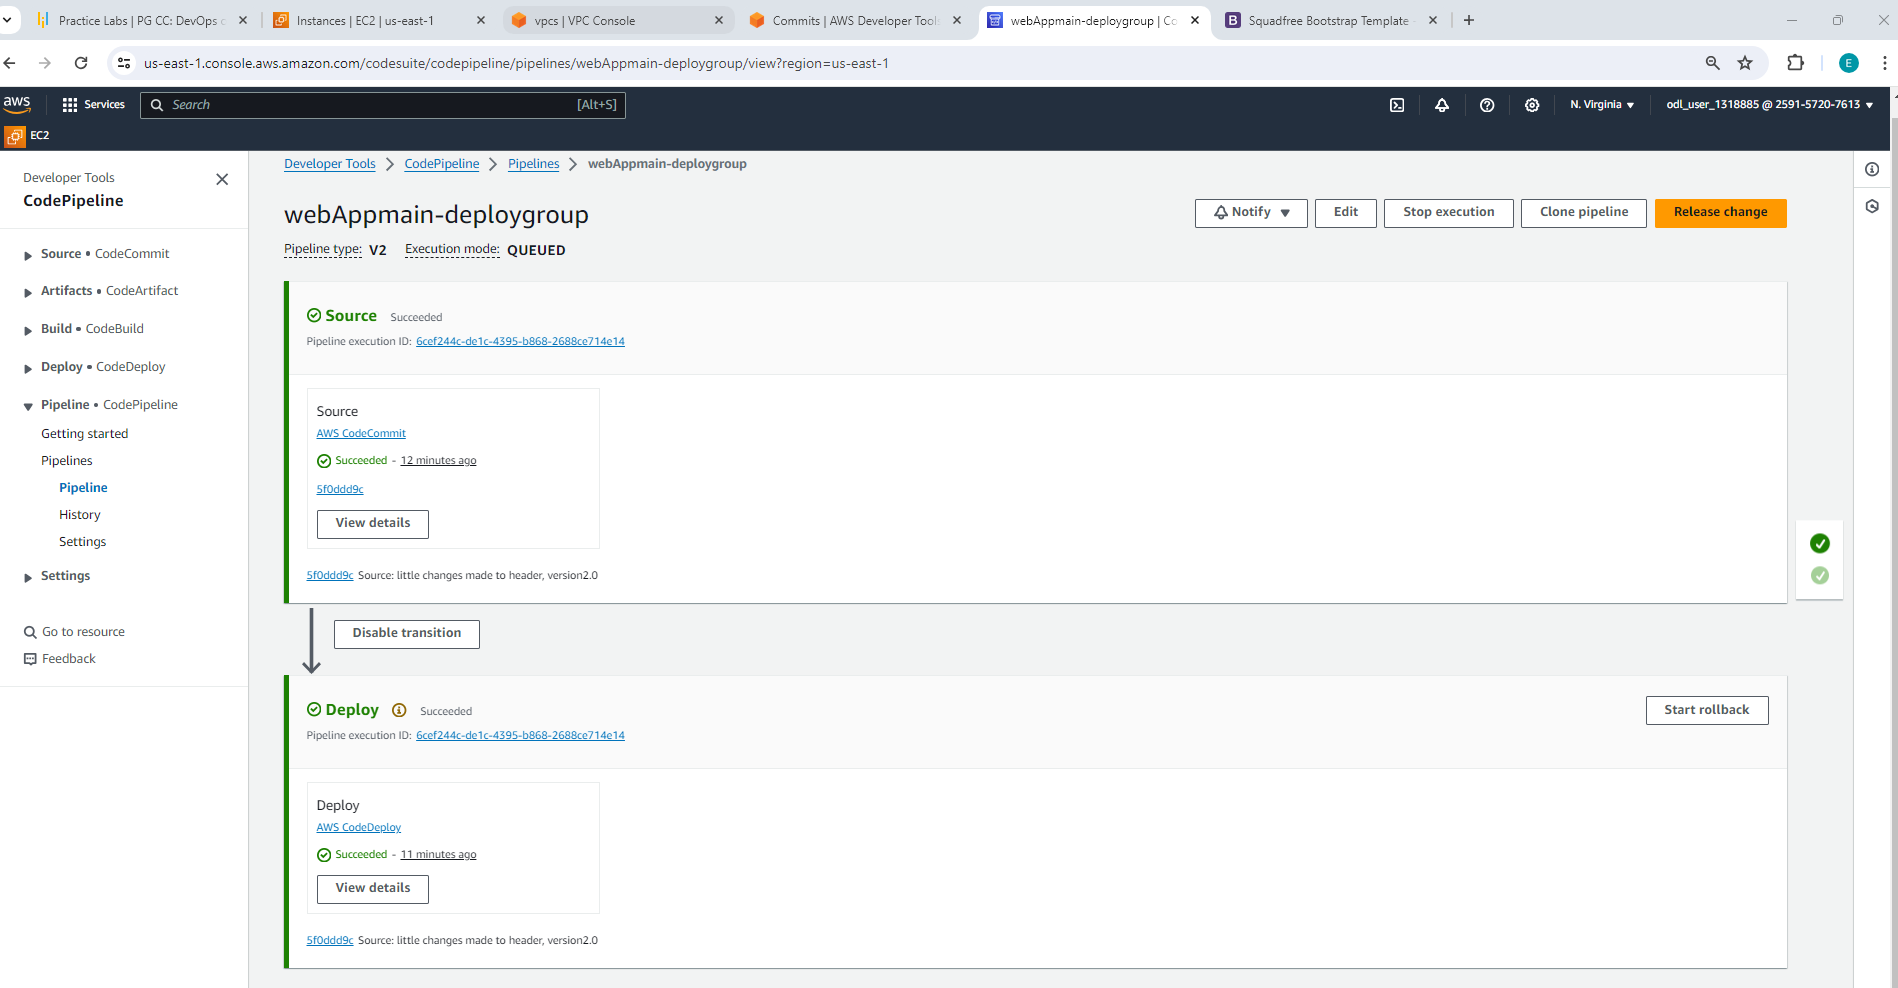 Practice Labs | PG CC: DevOps c
Instances | EC2 | us-east-1
vpcs | VPC Console
Commits | AWS Developer Tools
webAppmain-deploygroup | Co
Squadfree Bootstrap Template -
us-east-1.console.aws.amazon.com/codesuite/codepipeline/pipelines/webAppmain-deploygroup/view?region=us-east-1
E
aws
Services
Search
[Alt+S]
N. Virginia
odl_user_1318885 @ 2591-5720-7613
EC2
Developer Tools
CodePipeline
Source • CodeCommit
Artifacts • CodeArtifact
Build • CodeBuild
Deploy • CodeDeploy
Pipeline • CodePipeline
Getting started
Pipelines
Pipeline
History
Settings
Settings
Go to resource
Feedback
Developer Tools > CodePipeline > Pipelines > webAppmain-deploygroup
webAppmain-deploygroup
Notify
Edit
Stop execution
Clone pipeline
Release change
Pipeline type: V2 Execution mode: QUEUED
Source Succeeded
Pipeline execution ID: 6cef244c-de1c-4395-b868-2688ce714e14
Source
AWS CodeCommit
Succeeded - 12 minutes ago
5f0ddd9c
View details
5f0ddd9c Source: little changes made to header, version2.0
Disable transition
Deploy Succeeded
Start rollback
Pipeline execution ID: 6cef244c-de1c-4395-b868-2688ce714e14
Deploy
AWS CodeDeploy
Succeeded - 11 minutes ago
View details
5f0ddd9c Source: little changes made to header, version2.0